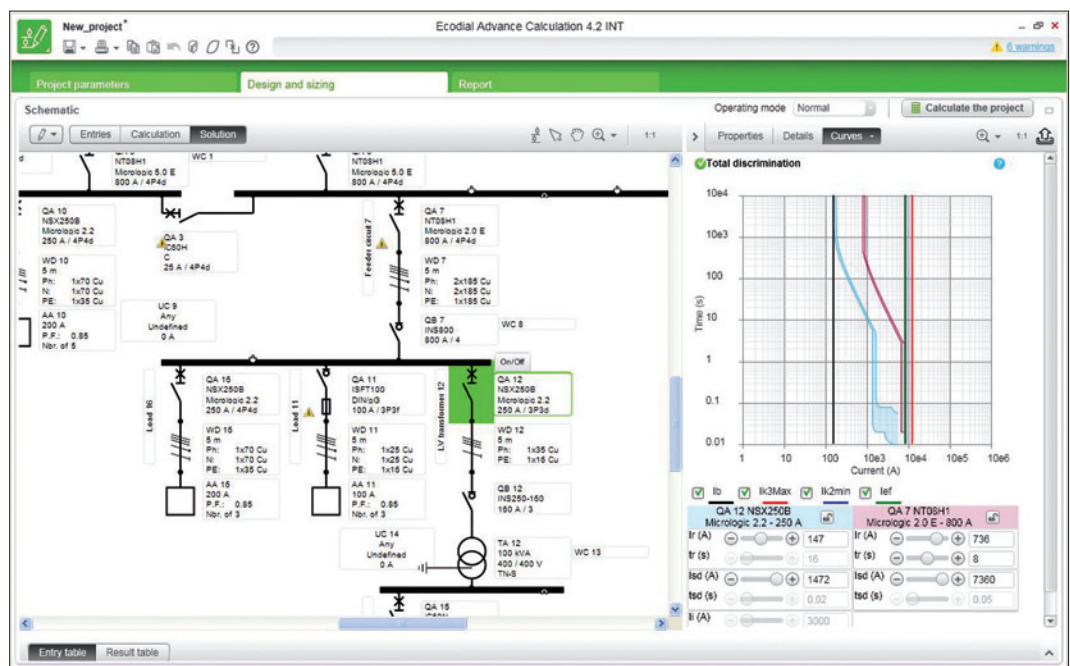 New_project*
Ecodial Advance Calculation 4.2 INT
6 warnings
Project parameters
Design and sizing
Report
Schematic
Operating mode
Normal
Calculate the project
Entries
Calculation
Solution
1:1
Properties
Details
Curves
1:1
NT08H1
Micrologic 5.0 E
800 A / 4P4d
WC 1
NT08H1
Micrologic 5.0 E
800 A / 4P4d
QA 10
NSX250B
Micrologic 2.2
250 A / 4P4d
WD 10
5 m
Ph: 1x70 Cu
N: 1x70 Cu
PE: 1x35 Cu
AA 10
200 A
P.F.: 0.85
Nbr. of 5
QA 3
iC60H
C
25 A / 4P4d
UC 9
Any
Undefined
0 A
Feeder circuit 7
QA 7
NT08H1
Micrologic 2.0 E
800 A / 4P4d
WD 7
5 m
Ph: 2x185 Cu
N: 2x185 Cu
PE: 1x185 Cu
QB 7
INS800
800 A / 4
WC 8
On/Off
Load 16
QA 16
NSX250B
Micrologic 2.2
250 A / 4P4d
WD 16
5 m
Ph: 1x70 Cu
N: 1x70 Cu
PE: 1x35 Cu
AA 15
200 A
P.F.: 0.85
Nbr. of 3
Load 11
QA 11
ISFT100
DIN/gG
100 A / 3P3f
WD 11
5 m
Ph: 1x25 Cu
N: 1x25 Cu
PE: 1x16 Cu
AA 11
100 A
P.F.: 0.85
Nbr. of 3
LV transformer 12
QA 12
NSX250B
Micrologic 2.2
250 A / 3P3d
WD 12
5 m
Ph: 1x35 Cu
PE: 1x16 Cu
QB 12
INS250-160
160 A / 3
UC 14
Any
Undefined
0 A
TA 12
100 kVA
400 / 400 V
TN-S
WC 13
QA 15
Total discrimination
Time (s)
10e4
10e3
100
10
1
0.1
0.01
1 10 100 10e3 10e4 10e5 10e6
Current (A)
Ib Ik3Max Ik2min Ief
QA 12 NSX250B
Micrologic 2.2 - 250 A
Ir (A) 147
tr (s) 16
Isd (A) 1472
tsd (s) 0.02
Ii (A) 3000
QA 7 NT08H1
Micrologic 2.0 E - 800 A
Ir (A) 736
tr (s) 8
Isd (A) 7360
tsd (s) 0.05
Entry table
Result table